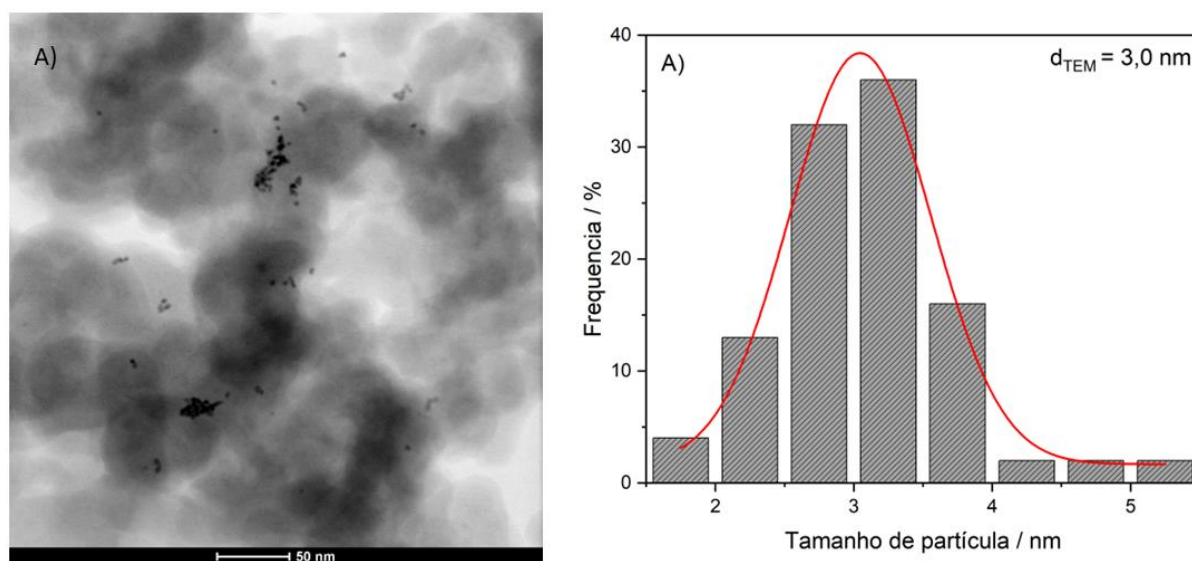 A)
50 nm
A)
d_TEM = 3,0 nm
Frequencia / %
40
30
20
10
0
2 3 4 5
Tamanho de partícula / nm